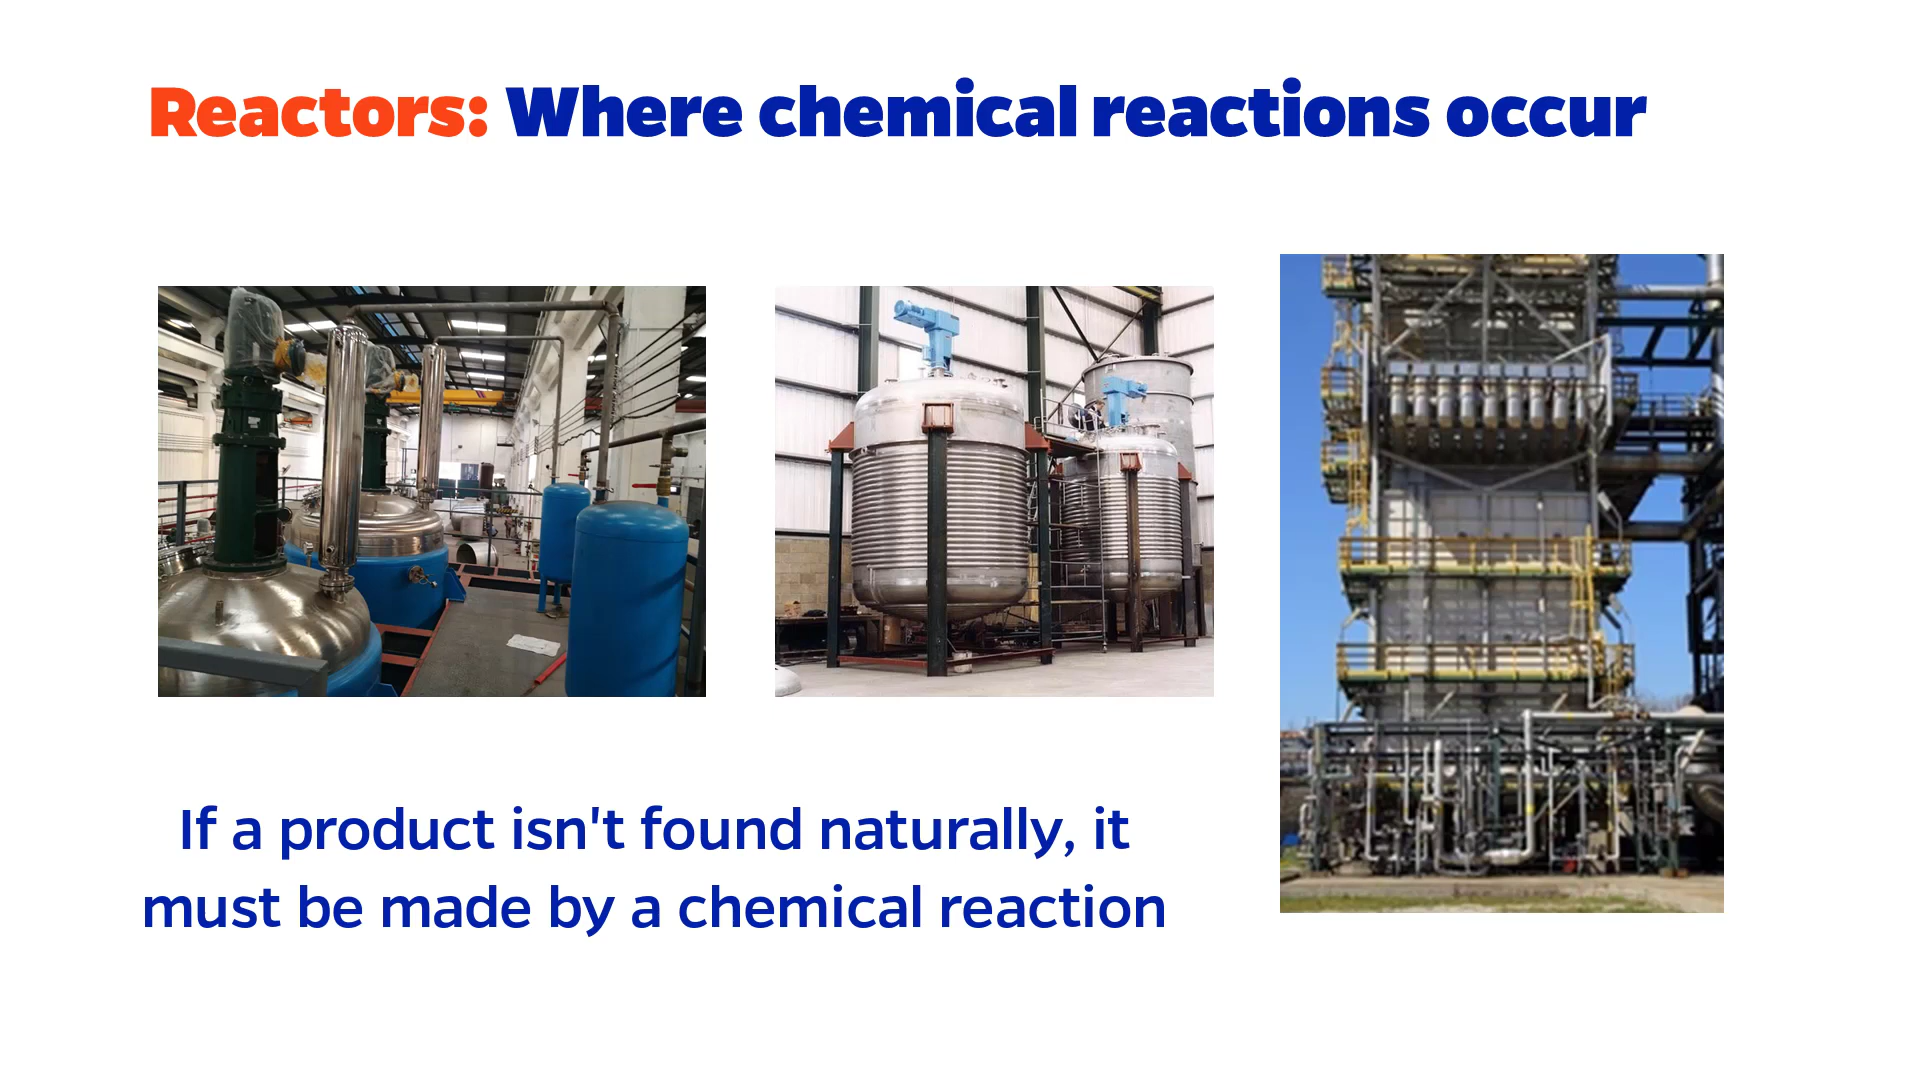 Reactors: Where chemical reactions occur
If a product isn't found naturally, it
must be made by a chemical reaction